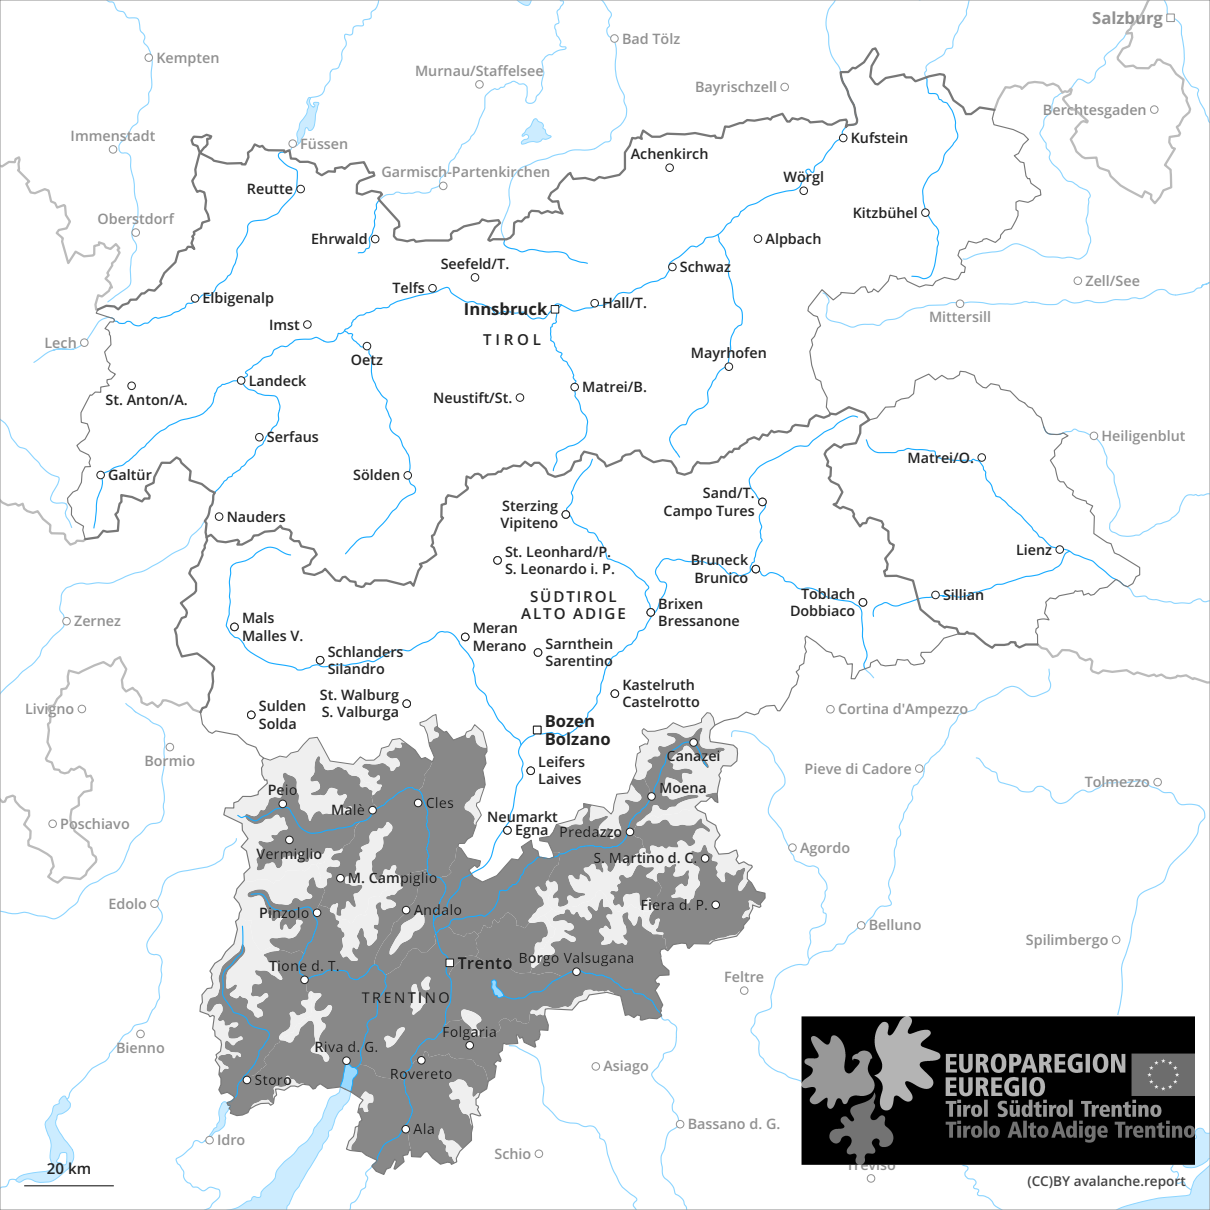 Salzburg
Bad Tölz
Kempten
Murnau/Staffelsee
Bayrischzell
Berchtesgaden
Immenstadt
Füssen
Kufstein
Achenkirch
Garmisch-Partenkirchen
Wörgl
Reutte
Oberstdorf
Kitzbühel
Ehrwald
Alpbach
Seefeld/T.
Schwaz
Zell/See
Telfs
Elbigenalp
Innsbruck
Hall/T.
Mittersill
Imst
TIROL
Lech
Oetz
Mayrhofen
Landeck
Matrei/B.
St. Anton/A.
Neustift/St.
Serfaus
Heiligenblut
Matrei/O.
Galtür
Sölden
Sand/T.
Campo Tures
Sterzing
Vipiteno
Nauders
St. Leonhard/P.
S. Leonardo i. P.
Lienz
Bruneck
Brunico
SÜDTIROL
ALTO ADIGE
Toblach
Dobbiaco
Sillian
Brixen
Bressanone
Zernez
Mals
Malles V.
Meran
Merano
Sarnthein
Sarentino
Schlanders
Silandro
Kastelruth
Castelrotto
St. Walburg
S. Valburga
Livigno
Sulden
Solda
Cortina d'Ampezzo
Bozen
Bolzano
Bormio
Canazei
Leifers
Laives
Pieve di Cadore
Tolmezzo
Peio
Moena
Malè
Cles
Neumarkt
Egna
Poschiavo
Predazzo
Vermiglio
S. Martino d. C.
Agordo
M. Campiglio
Edolo
Pinzolo
Andalo
Fiera d. P.
Belluno
Spilimbergo
Tione d. T.
Trento
Borgo Valsugana
Feltre
TRENTINO
Folgaria
Bienno
Riva d. G.
Rovereto
Asiago
Storo
Ala
Bassano d. G.
Idro
Schio
Treviso
EUROPAREGION
EUREGIO
Tirol Südtirol Trentino
Tirolo Alto Adige Trentino
20 km
(CC)BY avalanche.report